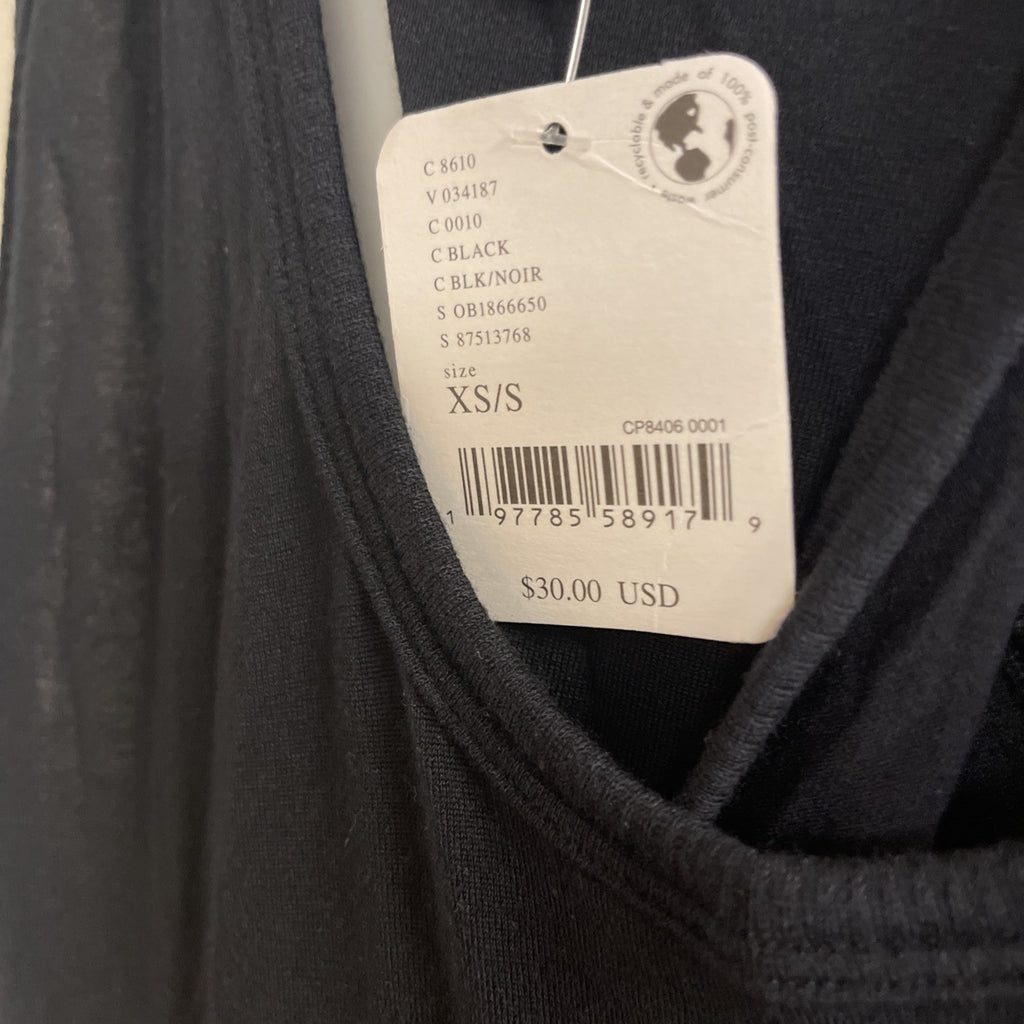 recyclable & made of 100% post-consumer waste •
C 8610
V 034187
C 0010
C BLACK
C BLK/NOIR
S OB1866650
S 87513768
size
XS/S
CP8406 0001
1 97785 58917 9
$30.00 USD